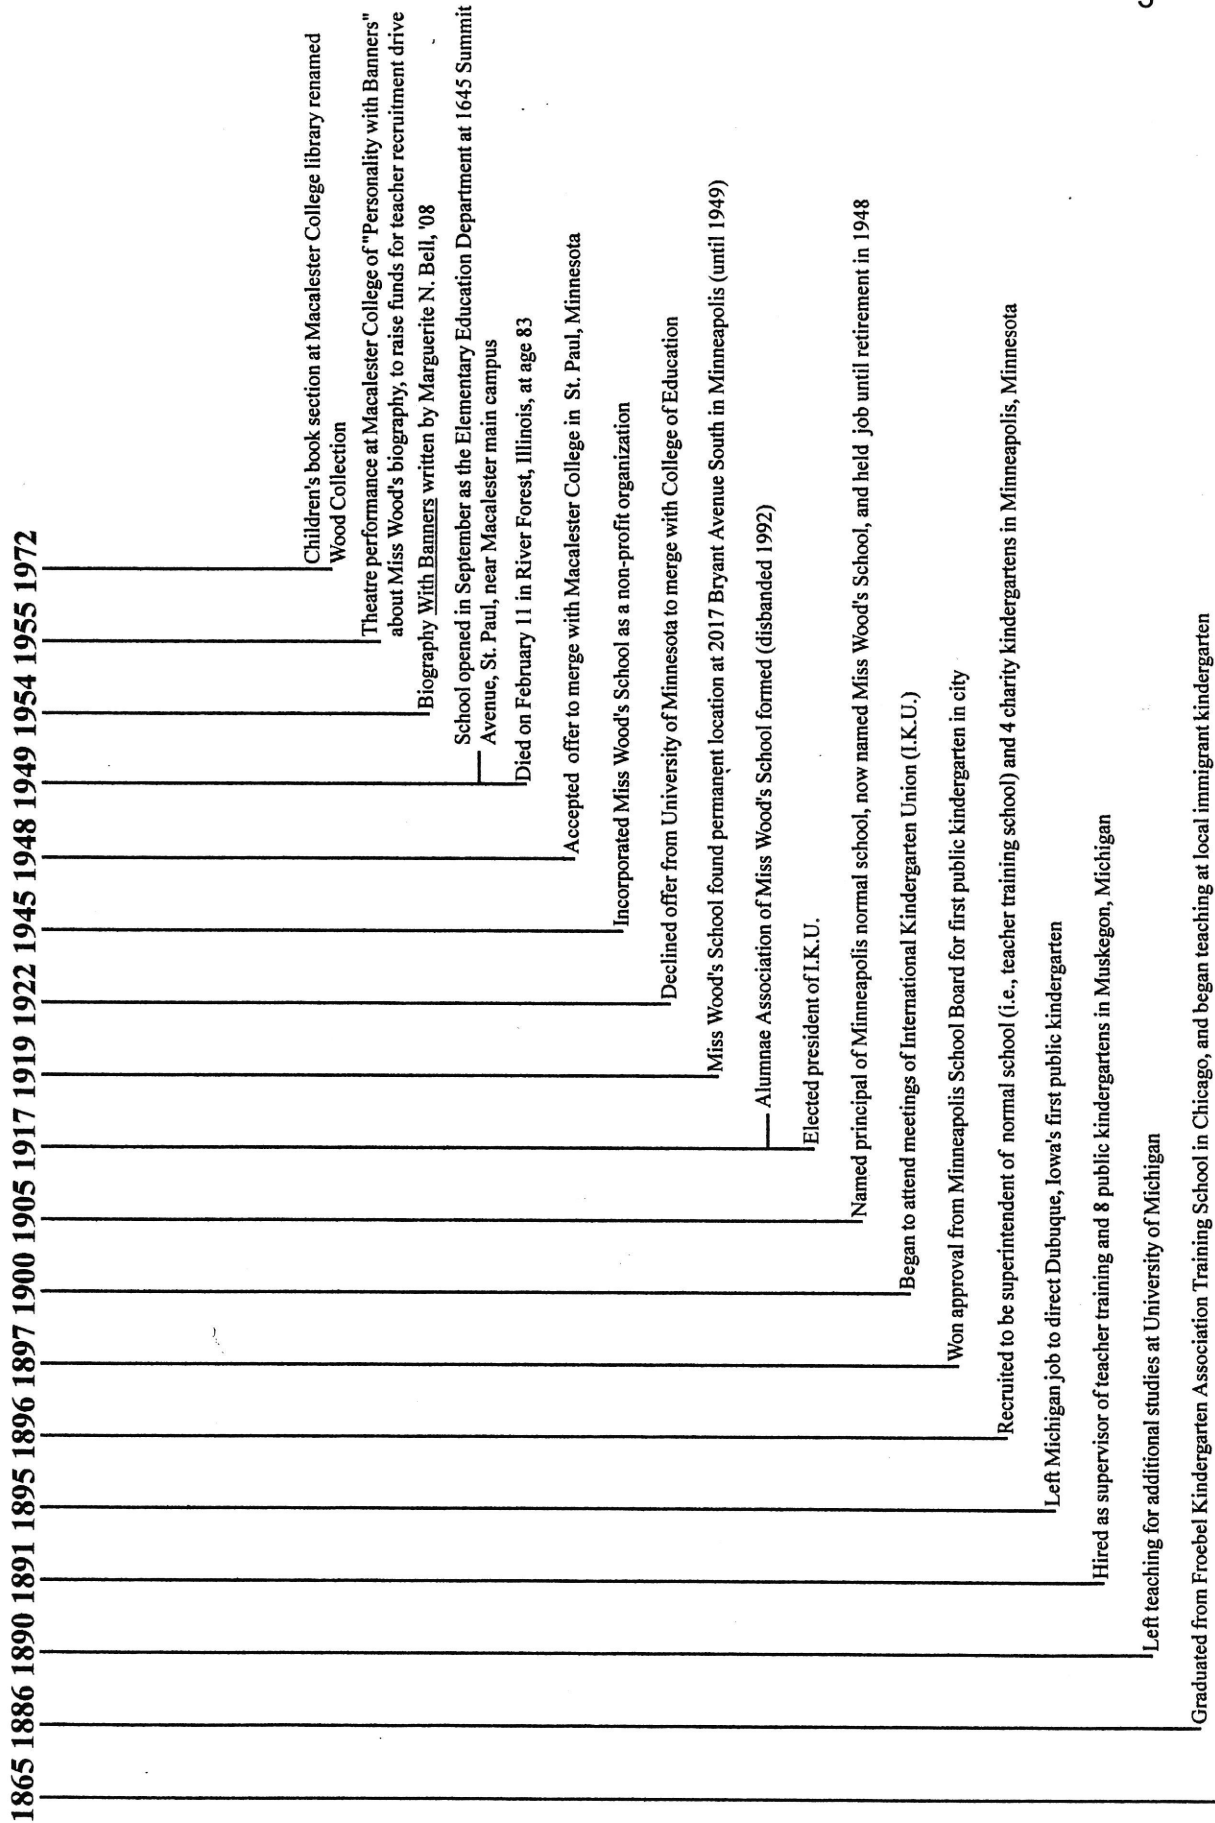 1865 1886 1890 1891 1895 1896 1897 1900 1905 1917 1919 1922 1945 1948 1949 1954 1955 1972
Children's book section at Macalester College library renamed
Wood Collection
Theatre performance at Macalester College of "Personality with Banners"
about Miss Wood's biography, to raise funds for teacher recruitment drive
Biography With Banners written by Marguerite N. Bell, '08
School opened in September as the Elementary Education Department at 1645 Summit
Avenue, St. Paul, near Macalester main campus
Died on February 11 in River Forest, Illinois, at age 83
Accepted offer to merge with Macalester College in St. Paul, Minnesota
Incorporated Miss Wood's School as a non-profit organization
Declined offer from University of Minnesota to merge with College of Education
Miss Wood's School found permanent location at 2017 Bryant Avenue South in Minneapolis (until 1949)
Alumnae Association of Miss Wood's School formed (disbanded 1992)
Elected president of I.K.U.
Named principal of Minneapolis normal school, now named Miss Wood's School, and held job until retirement in 1948
Began to attend meetings of International Kindergarten Union (I.K.U.)
Won approval from Minneapolis School Board for first public kindergarten in city
Recruited to be superintendent of normal school (i.e., teacher training school) and 4 charity kindergartens in Minneapolis, Minnesota
Left Michigan job to direct Dubuque, Iowa's first public kindergarten
Hired as supervisor of teacher training and 8 public kindergartens in Muskegon, Michigan
Left teaching for additional studies at University of Michigan
Graduated from Froebel Kindergarten Association Training School in Chicago, and began teaching at local immigrant kindergarten